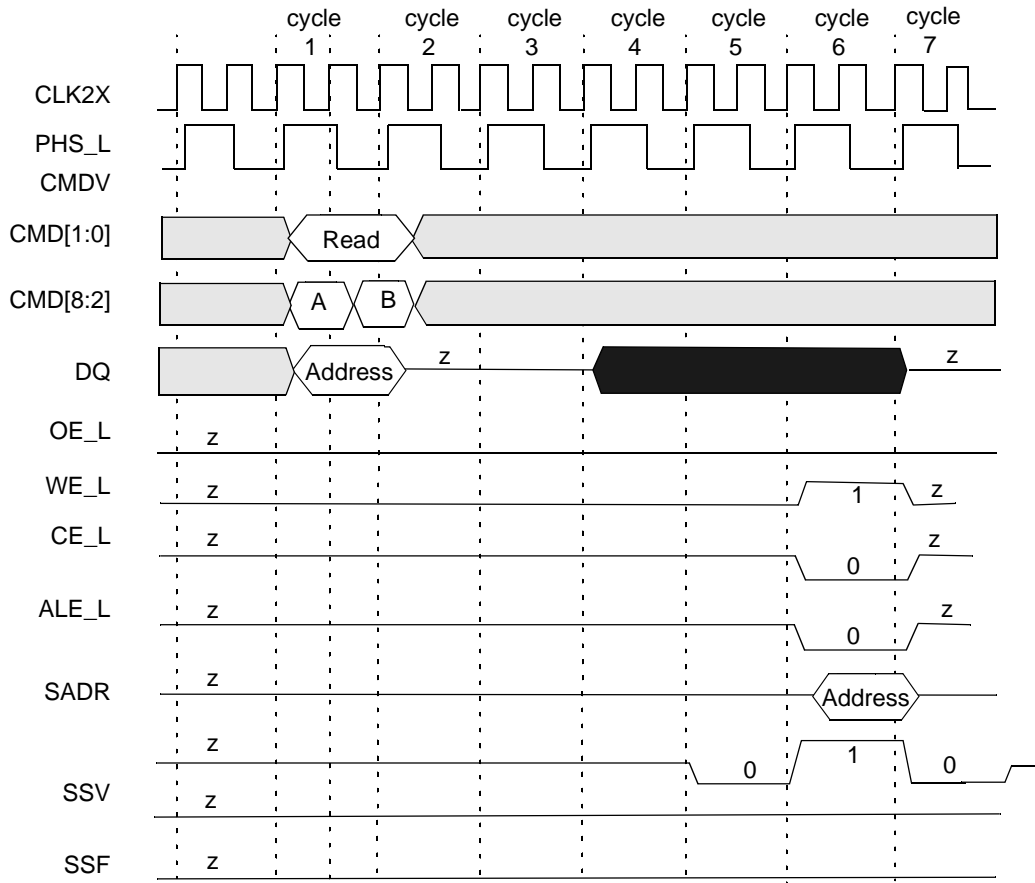 cycle 1 cycle 2 cycle 3 cycle 4 cycle 5 cycle 6 cycle 7
CLK2X
PHS_L
CMDV
CMD[1:0] Read
CMD[8:2] A B
DQ Address z z
OE_L z
WE_L z 1 z
CE_L z 0 z
ALE_L z 0 z
SADR z Address
z 0 1 0
SSV z
SSF z